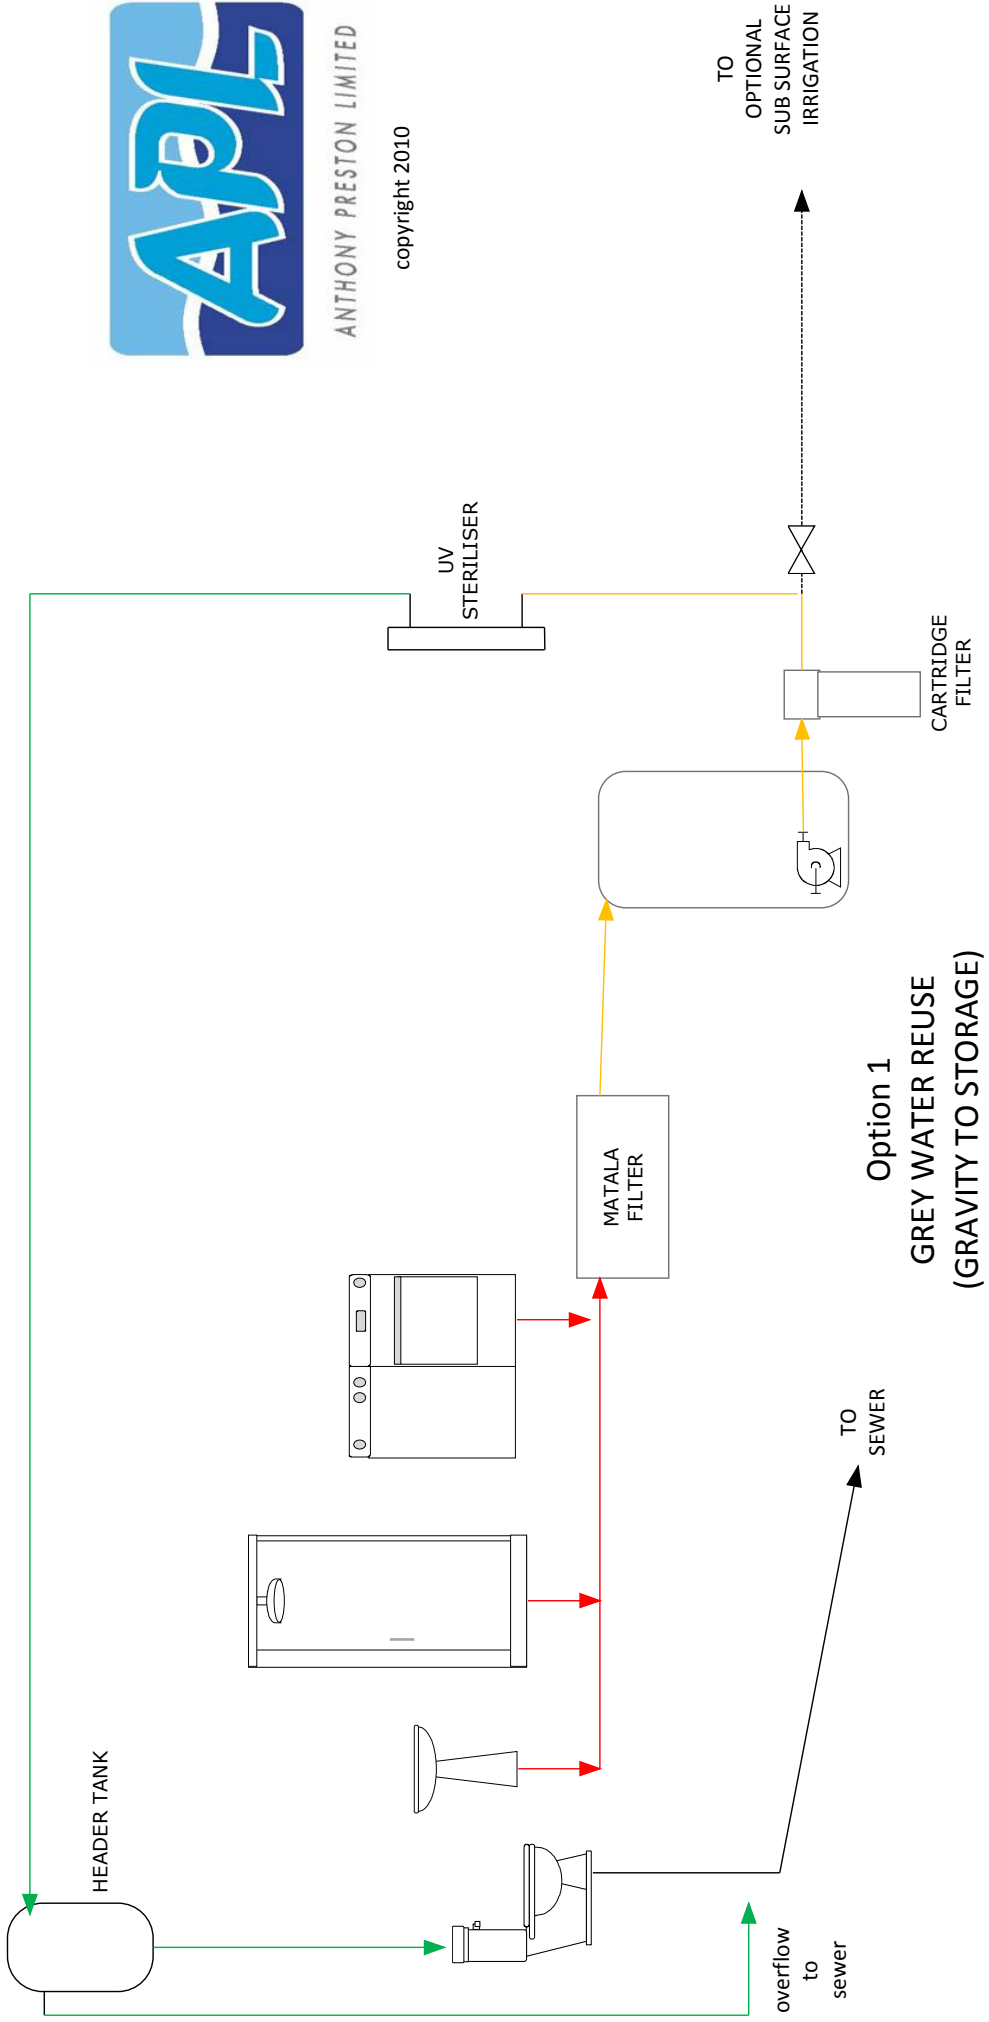 HEADER TANK
APL
ANTHONY PRESTON LIMITED
copyright 2010
UV
STERILISER
TO
OPTIONAL
SUB SURFACE
IRRIGATION
MATALA
FILTER
CARTRIDGE
FILTER
overflow
to
sewer
TO
SEWER
Option 1
GREY WATER REUSE
(GRAVITY TO STORAGE)